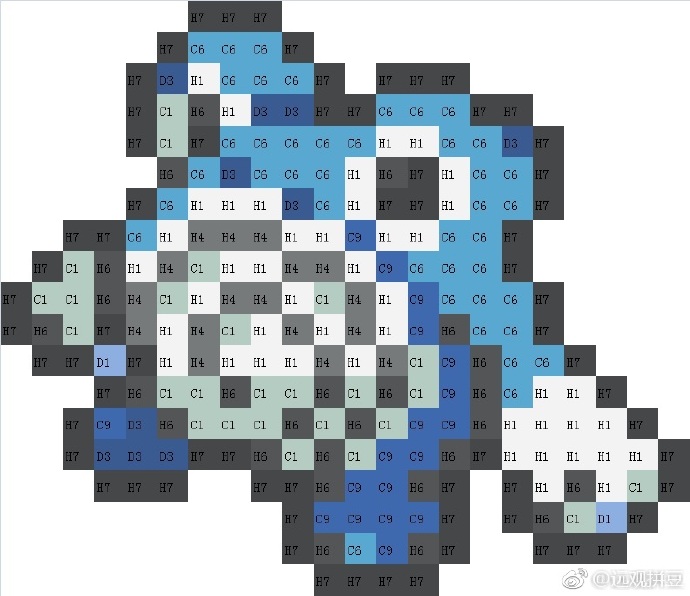 H7 H7 H7
H7 C6 C6 C6 H7
H7 D3 H1 C6 C6 C6 H7 H7 H7 H7
H7 C1 H6 H1 D3 D3 H7 H7 C6 C6 C6 H7 H7
H7 C1 H7 C6 C6 C6 C6 C6 H1 H1 C6 C6 D3 H7
H6 C6 D3 C6 C6 C6 H1 H6 H7 H1 C6 C6 H7
H7 C6 H1 H1 H1 D3 C6 H1 H7 H7 H1 C6 C6 H7
H7 H7 C6 H1 H4 H4 H4 H1 H1 C9 H1 H1 C6 C6 H7
H7 C1 H6 H1 H4 C1 H1 H1 H4 H4 H1 C9 C6 C6 C6 H7
H7 C1 C1 H6 H4 C1 H1 H4 H4 H1 C1 H4 H1 C9 C6 C6 C6 H7
H7 H6 C1 H7 H4 H1 H4 C1 H1 H4 H1 H4 H1 C9 H6 C6 C6 H7
H7 H7 D1 H7 H1 H4 H1 H1 H1 H4 H1 H4 C1 C9 H6 C6 C6 H7
H7 H6 C1 C1 H6 C1 C1 H6 C1 H6 C1 C9 H6 C6 H1 H1 H7
H7 C9 D3 H6 C1 C1 C1 H6 C1 H6 C1 C9 C9 H6 H1 H1 H1 H1 H7
H7 D3 D3 D3 H7 H7 H6 C1 H6 C1 C9 C9 H6 H7 H1 H1 H1 H1 H1 H7
H7 H7 H7 H7 H7 H6 C9 C9 H6 H7 H7 H1 H6 H1 C1 H7
H7 C9 C9 C9 C9 H7 H7 H6 C1 D1 H7
H7 H6 C6 C9 H6 H7 H7 H7 H7
H7 H7 H7 H7
@远观拼豆